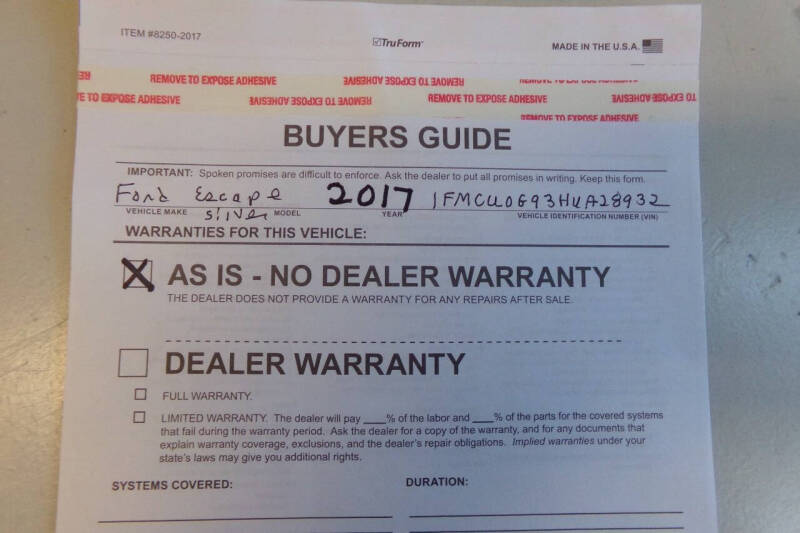 ITEM #8250-2017
TruForm
MADE IN THE U.S.A.
REMOVE TO EXPOSE ADHESIVE REMOVE TO EXPOSE ADHESIVE
E TO EXPOSE ADHESIVE REMOVE TO EXPOSE ADHESIVE REMOVE TO EXPOSE ADHESIVE TO EXPOSE ADHESIVE
REMOVE TO EXPOSE ADHESIVE
BUYERS GUIDE
IMPORTANT: Spoken promises are difficult to enforce. Ask the dealer to put all promises in writing. Keep this form.
Ford Escape 2017 1FMCU0G93HUA28932
VEHICLE MAKE silver MODEL YEAR VEHICLE IDENTIFICATION NUMBER (VIN)
WARRANTIES FOR THIS VEHICLE:
X AS IS - NO DEALER WARRANTY
THE DEALER DOES NOT PROVIDE A WARRANTY FOR ANY REPAIRS AFTER SALE.
DEALER WARRANTY
FULL WARRANTY.
LIMITED WARRANTY. The dealer will pay ____% of the labor and ____% of the parts for the covered systems
that fail during the warranty period. Ask the dealer for a copy of the warranty, and for any documents that
explain warranty coverage, exclusions, and the dealer's repair obligations. Implied warranties under your
state's laws may give you additional rights.
SYSTEMS COVERED: DURATION: